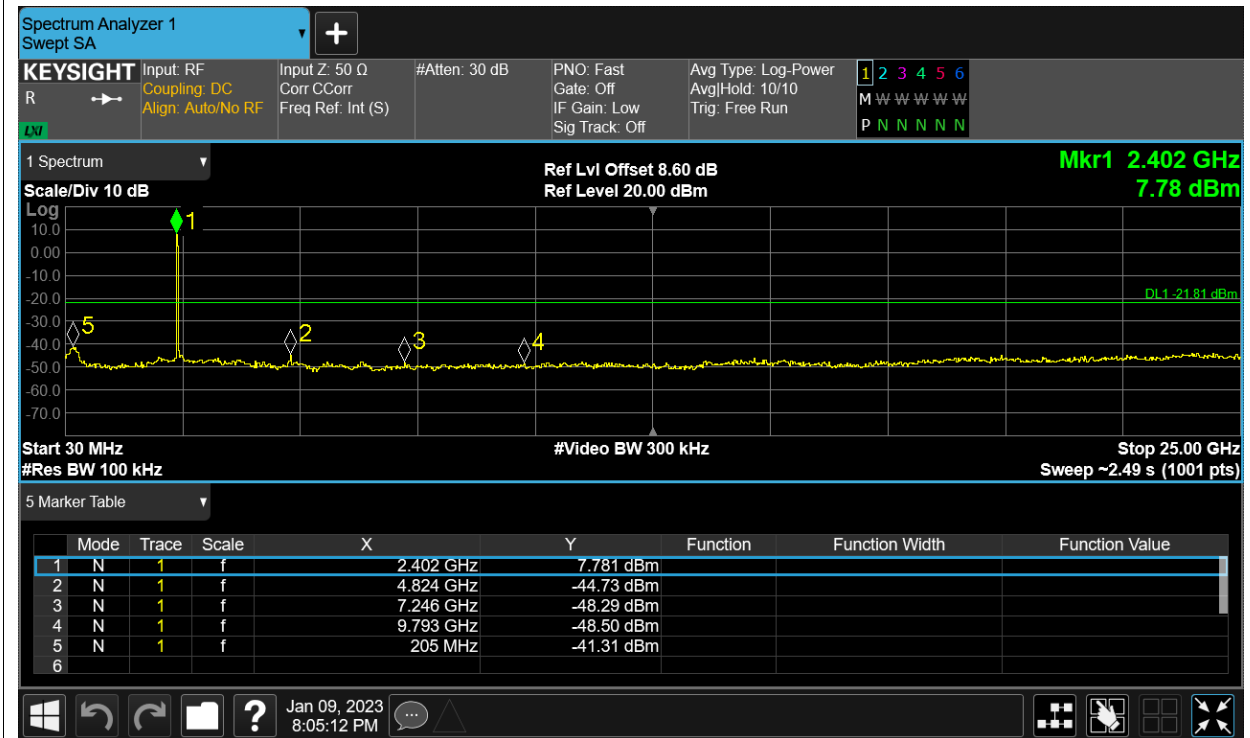 Spectrum Analyzer 1
Swept SA
KEYSIGHT
R
LXI
Input: RF
Coupling: DC
Align: Auto/No RF
Input Z: 50 Ω
Corr CCorr
Freq Ref: Int (S)
#Atten: 30 dB
PNO: Fast
Gate: Off
IF Gain: Low
Sig Track: Off
Avg Type: Log-Power
Avg|Hold: 10/10
Trig: Free Run
1 2 3 4 5 6
M W W W W W
P N N N N N
1 Spectrum
Scale/Div 10 dB
Ref Lvl Offset 8.60 dB
Ref Level 20.00 dBm
Mkr1 2.402 GHz
7.78 dBm
Log
10.0
0.00
-10.0
-20.0
-30.0
-40.0
-50.0
-60.0
-70.0
1
DL1 -21.81 dBm
5
2
3
4
Start 30 MHz
#Video BW 300 kHz
Stop 25.00 GHz
#Res BW 100 kHz
Sweep ~2.49 s (1001 pts)
5 Marker Table
Mode Trace Scale X Y Function Function Width Function Value
1 N 1 f 2.402 GHz 7.781 dBm
2 N 1 f 4.824 GHz -44.73 dBm
3 N 1 f 7.246 GHz -48.29 dBm
4 N 1 f 9.793 GHz -48.50 dBm
5 N 1 f 205 MHz -41.31 dBm
6
?
Jan 09, 2023
8:05:12 PM